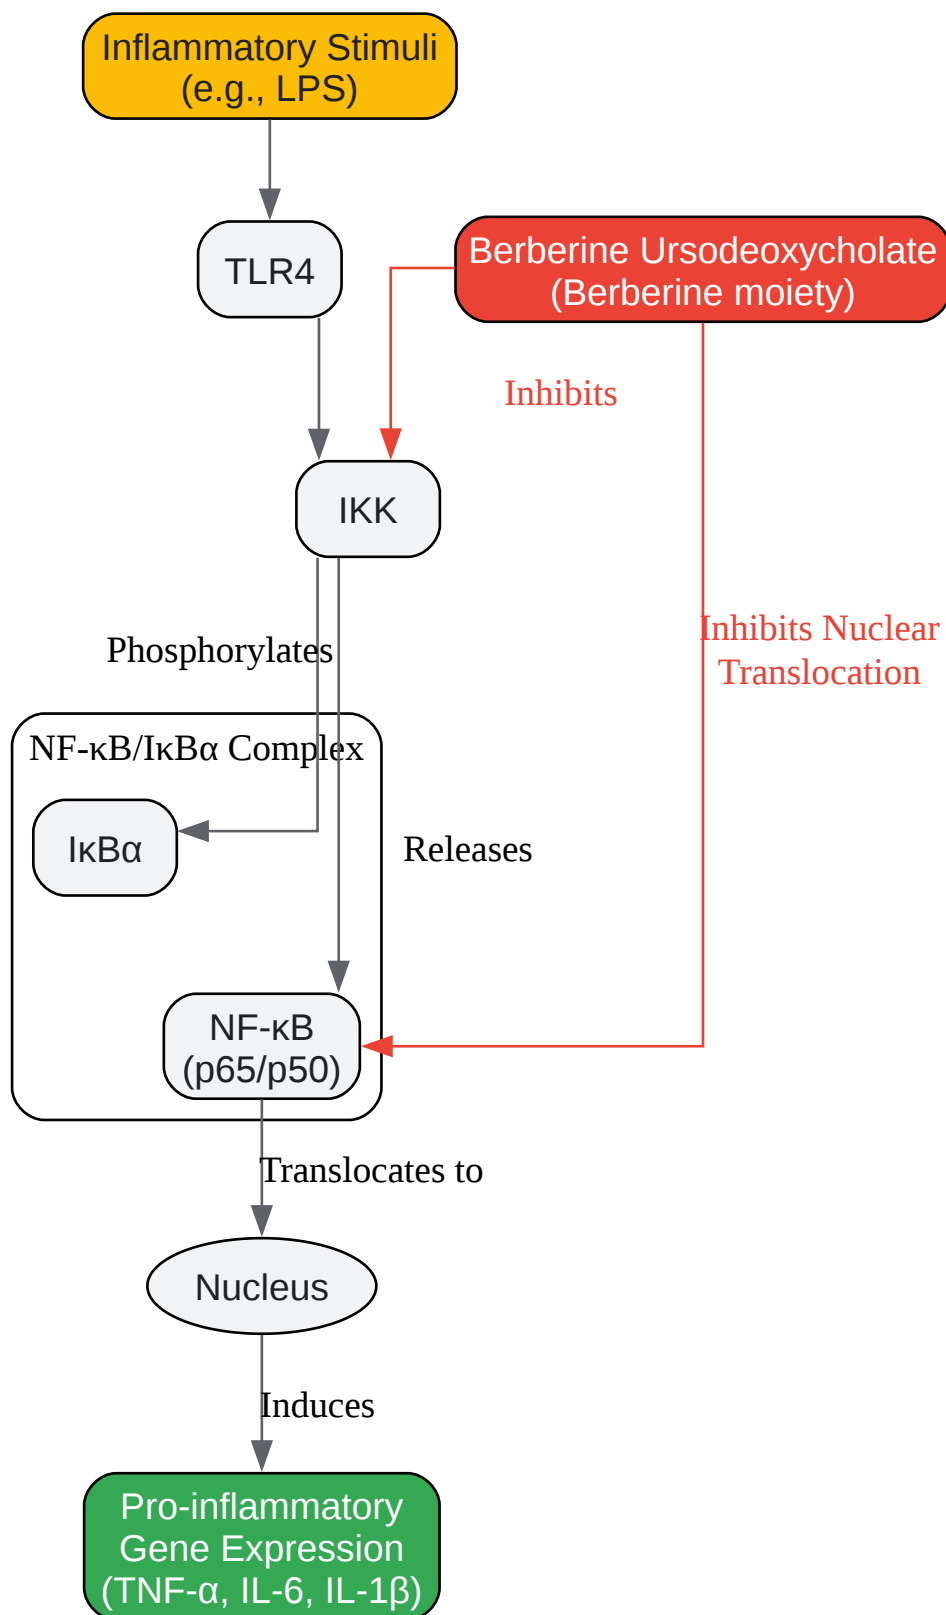 Inflammatory Stimuli
(e.g., LPS)
TLR4
Berberine Ursodeoxycholate
(Berberine moiety)
Inhibits
IKK
Phosphorylates
Inhibits Nuclear
Translocation
NF-κB/IκBα Complex
IκBα
Releases
NF-κB
(p65/p50)
Translocates to
Nucleus
Induces
Pro-inflammatory
Gene Expression
(TNF-α, IL-6, IL-1β)